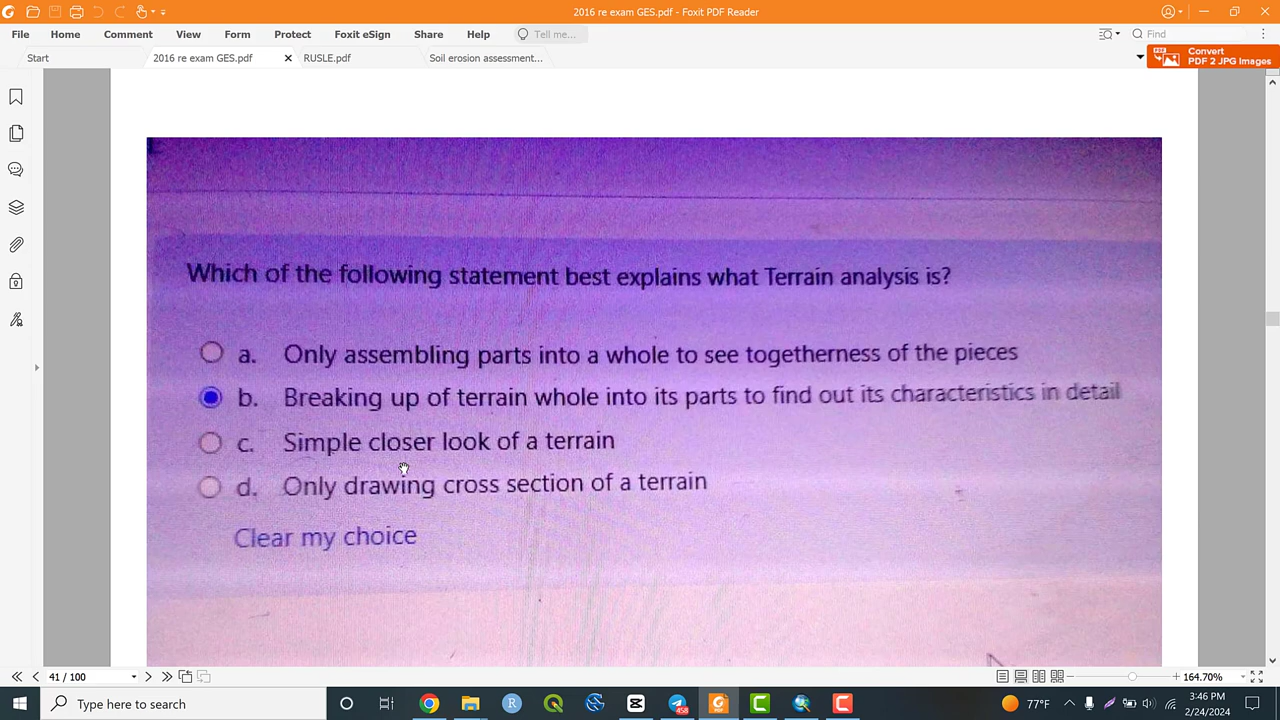 2016 re exam GES.pdf - Foxit PDF Reader
File Home Comment View Form Protect Foxit eSign Share Help Tell me... Find
Start 2016 re exam GES.pdf RUSLE.pdf Soil erosion assessment...
Convert
PDF 2 JPG Images
Which of the following statement best explains what Terrain analysis is?
a. Only assembling parts into a whole to see togetherness of the pieces
b. Breaking up of terrain whole into its parts to find out its characteristics in detail
c. Simple closer look of a terrain
d. Only drawing cross section of a terrain
Clear my choice
41 / 100 164.70%
Type here to search R 458 PDF C C 77°F 3:46 PM
2/24/2024